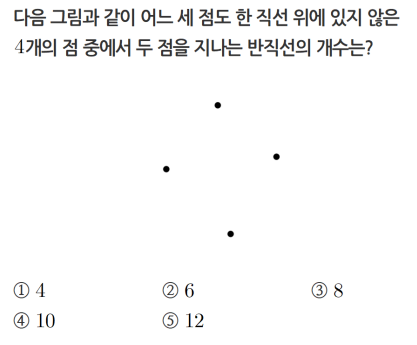 다음 그림과 같이 어느 세 점도 한 직선 위에 있지 않은
4개의 점 중에서 두 점을 지나는 반직선의 개수는?
① 4 ② 6 ③ 8
④ 10 ⑤ 12